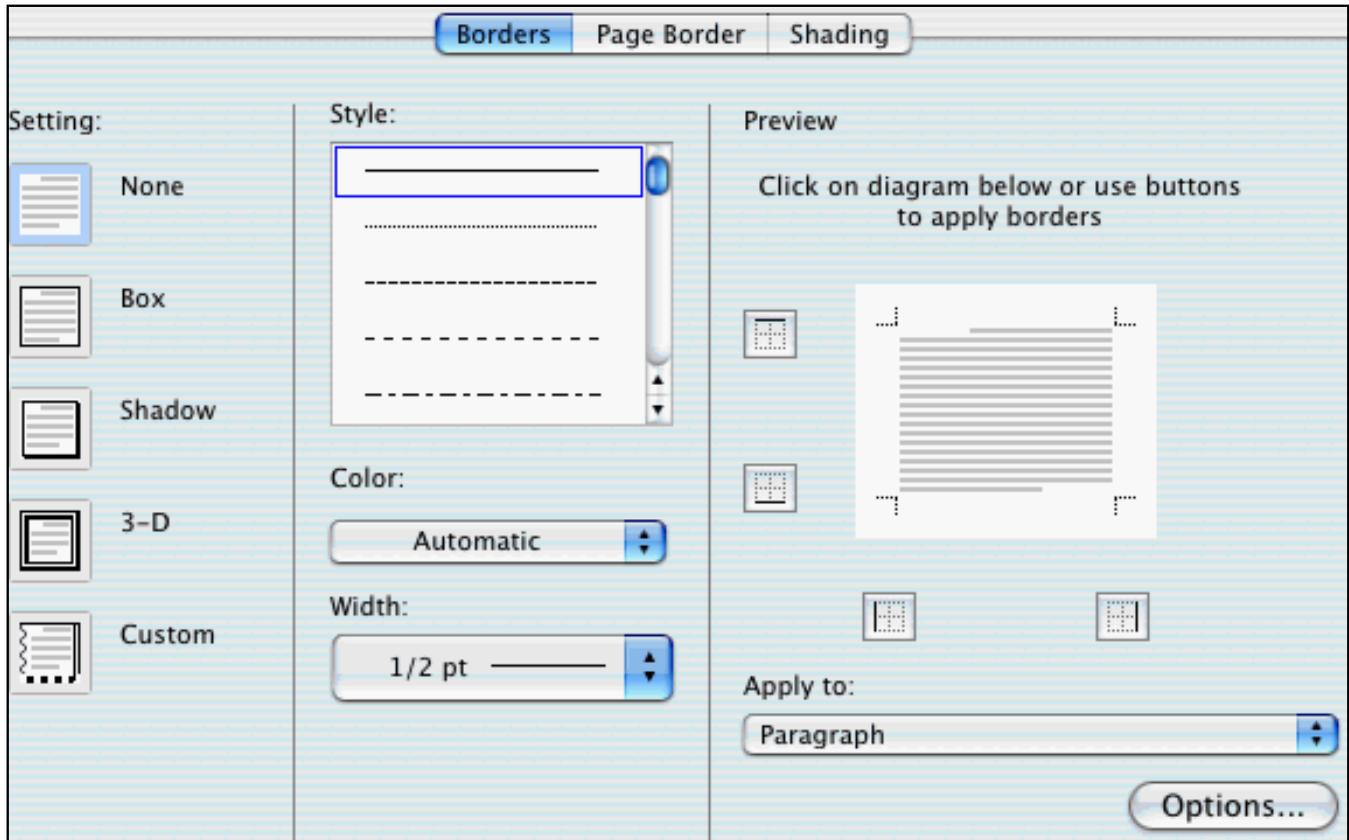 Borders Page Border Shading
Setting:
None
Box
Shadow
3-D
Custom
Style:
Color:
Automatic
Width:
1/2 pt
Preview
Click on diagram below or use buttons
to apply borders
Apply to:
Paragraph
Options...